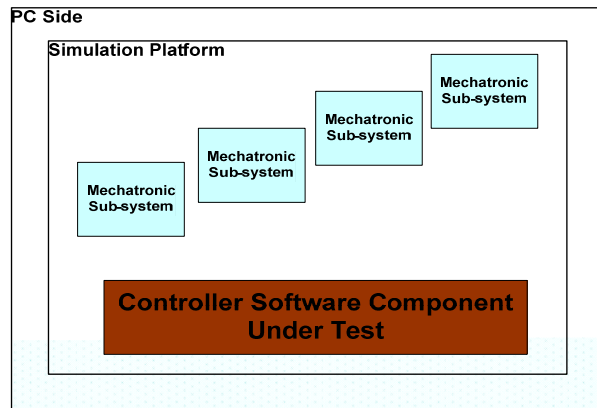 PC Side
Simulation Platform
Mechatronic
Sub-system
Mechatronic
Sub-system
Mechatronic
Sub-system
Mechatronic
Sub-system
Controller Software Component
Under Test